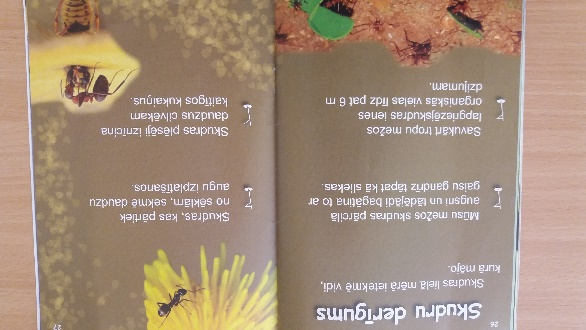 26
Skudru derīgums
Skudras lielā mērā ietekmē vidi,
kurā mājo.
Mūsu mežos skudras pārcilā
augsni un tādējādi bagātina to ar
gaisu gandrīz tāpat kā sliekas.
Savukārt tropu mežos
lapgriezējskudras ienes
organiskās vielas līdz pat 6 m
dziļumam.
27
Skudras, kas pārtiek
no sēklām, sekmē daudzu
augu izplatīšanos.
Skudras plēsēji iznīcina
daudzus cilvēkam
kaitīgos kukaiņus.